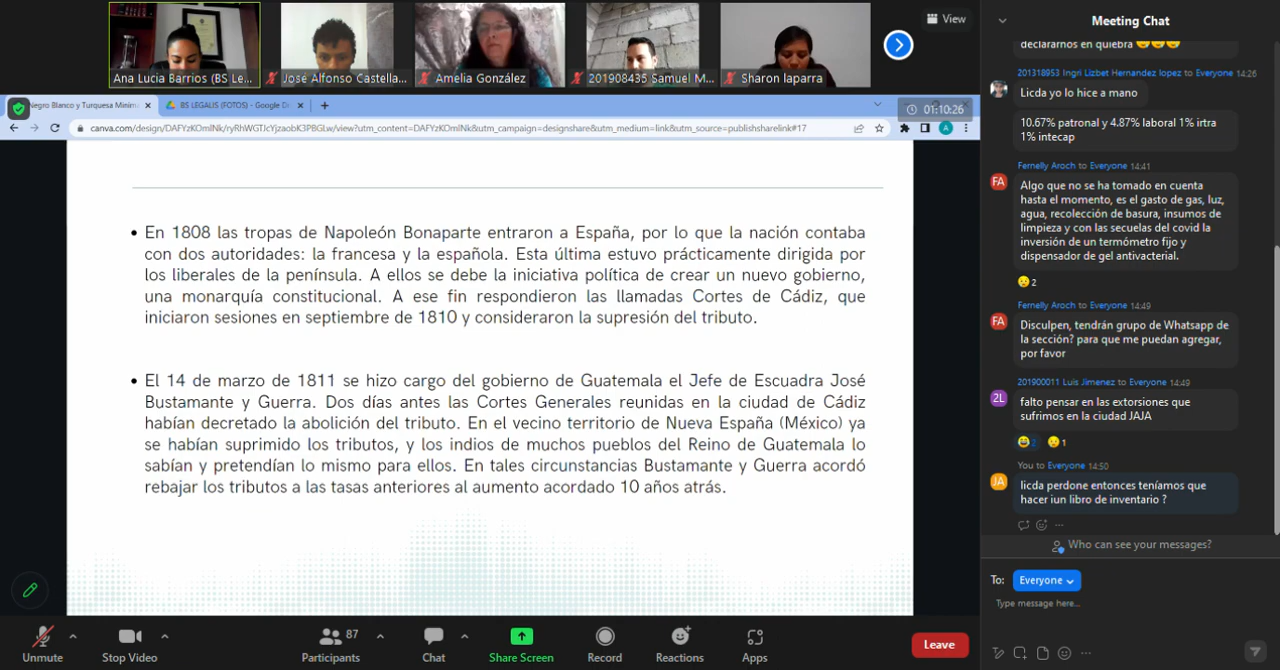 View
Ana Lucia Barrios (BS Le...
José Alfonso Castella...
Amelia González
201908435 Samuel M...
Sharon laparra
Negro Blanco y Turquesa Minim
BS LEGALIS (FOTOS) - Google D
01:10:26
canva.com/design/DAFYzKOmlNk/ryRhWGTJcYjzaobK3PBGLw/view?utm_content=DAFYzKOmlNk&utm_campaign=designshare&utm_medium=link&utm_source=publishsharelink#17
A
• En 1808 las tropas de Napoleón Bonaparte entraron a España, por lo que la nación contaba
con dos autoridades: la francesa y la española. Esta última estuvo prácticamente dirigida por
los liberales de la península. A ellos se debe la iniciativa política de crear un nuevo gobierno,
una monarquía constitucional. A ese fin respondieron las llamadas Cortes de Cádiz, que
iniciaron sesiones en septiembre de 1810 y consideraron la supresión del tributo.
• El 14 de marzo de 1811 se hizo cargo del gobierno de Guatemala el Jefe de Escuadra José
Bustamante y Guerra. Dos días antes las Cortes Generales reunidas en la ciudad de Cádiz
habían decretado la abolición del tributo. En el vecino territorio de Nueva España (México) ya
se habían suprimido los tributos, y los indios de muchos pueblos del Reino de Guatemala lo
sabían y pretendían lo mismo para ellos. En tales circunstancias Bustamante y Guerra acordó
rebajar los tributos a las tasas anteriores al aumento acordado 10 años atrás.
Unmute
Stop Video
87
Participants
Chat
Share Screen
Record
Reactions
Apps
Leave
Meeting Chat
declararnos en quiebra
201318953 Ingri Lizbet Hernandez lopez to Everyone 14:26
Licda yo lo hice a mano
10.67% patronal y 4.87% laboral 1% irtra
1% intecap
Fernelly Aroch to Everyone 14:41
FA
Algo que no se ha tomado en cuenta
hasta el momento, es el gasto de gas, luz,
agua, recolección de basura, insumos de
limpieza y con las secuelas del covid la
inversión de un termómetro fijo y
dispensador de gel antibacterial.
2
Fernelly Aroch to Everyone 14:49
FA
Disculpen, tendrán grupo de Whatsapp de
la sección? para que me puedan agregar,
por favor
201900011 Luis Jimenez to Everyone 14:49
2L
falto pensar en las extorsiones que
sufrimos en la ciudad JAJA
1
You to Everyone 14:50
JA
licda perdone entonces teníamos que
hacer iun libro de inventario ?
Who can see your messages?
To: Everyone
Type message here...